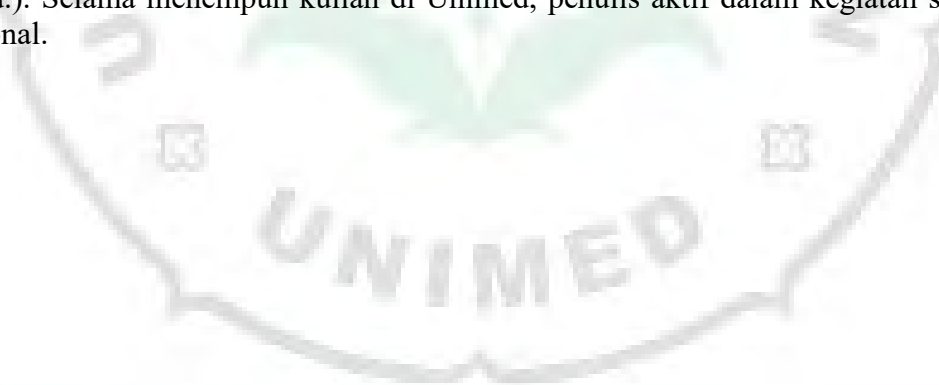 Selama menempuh kuliah di Unimed, penulis aktif dalam kegiatan
nal.
UNIMED